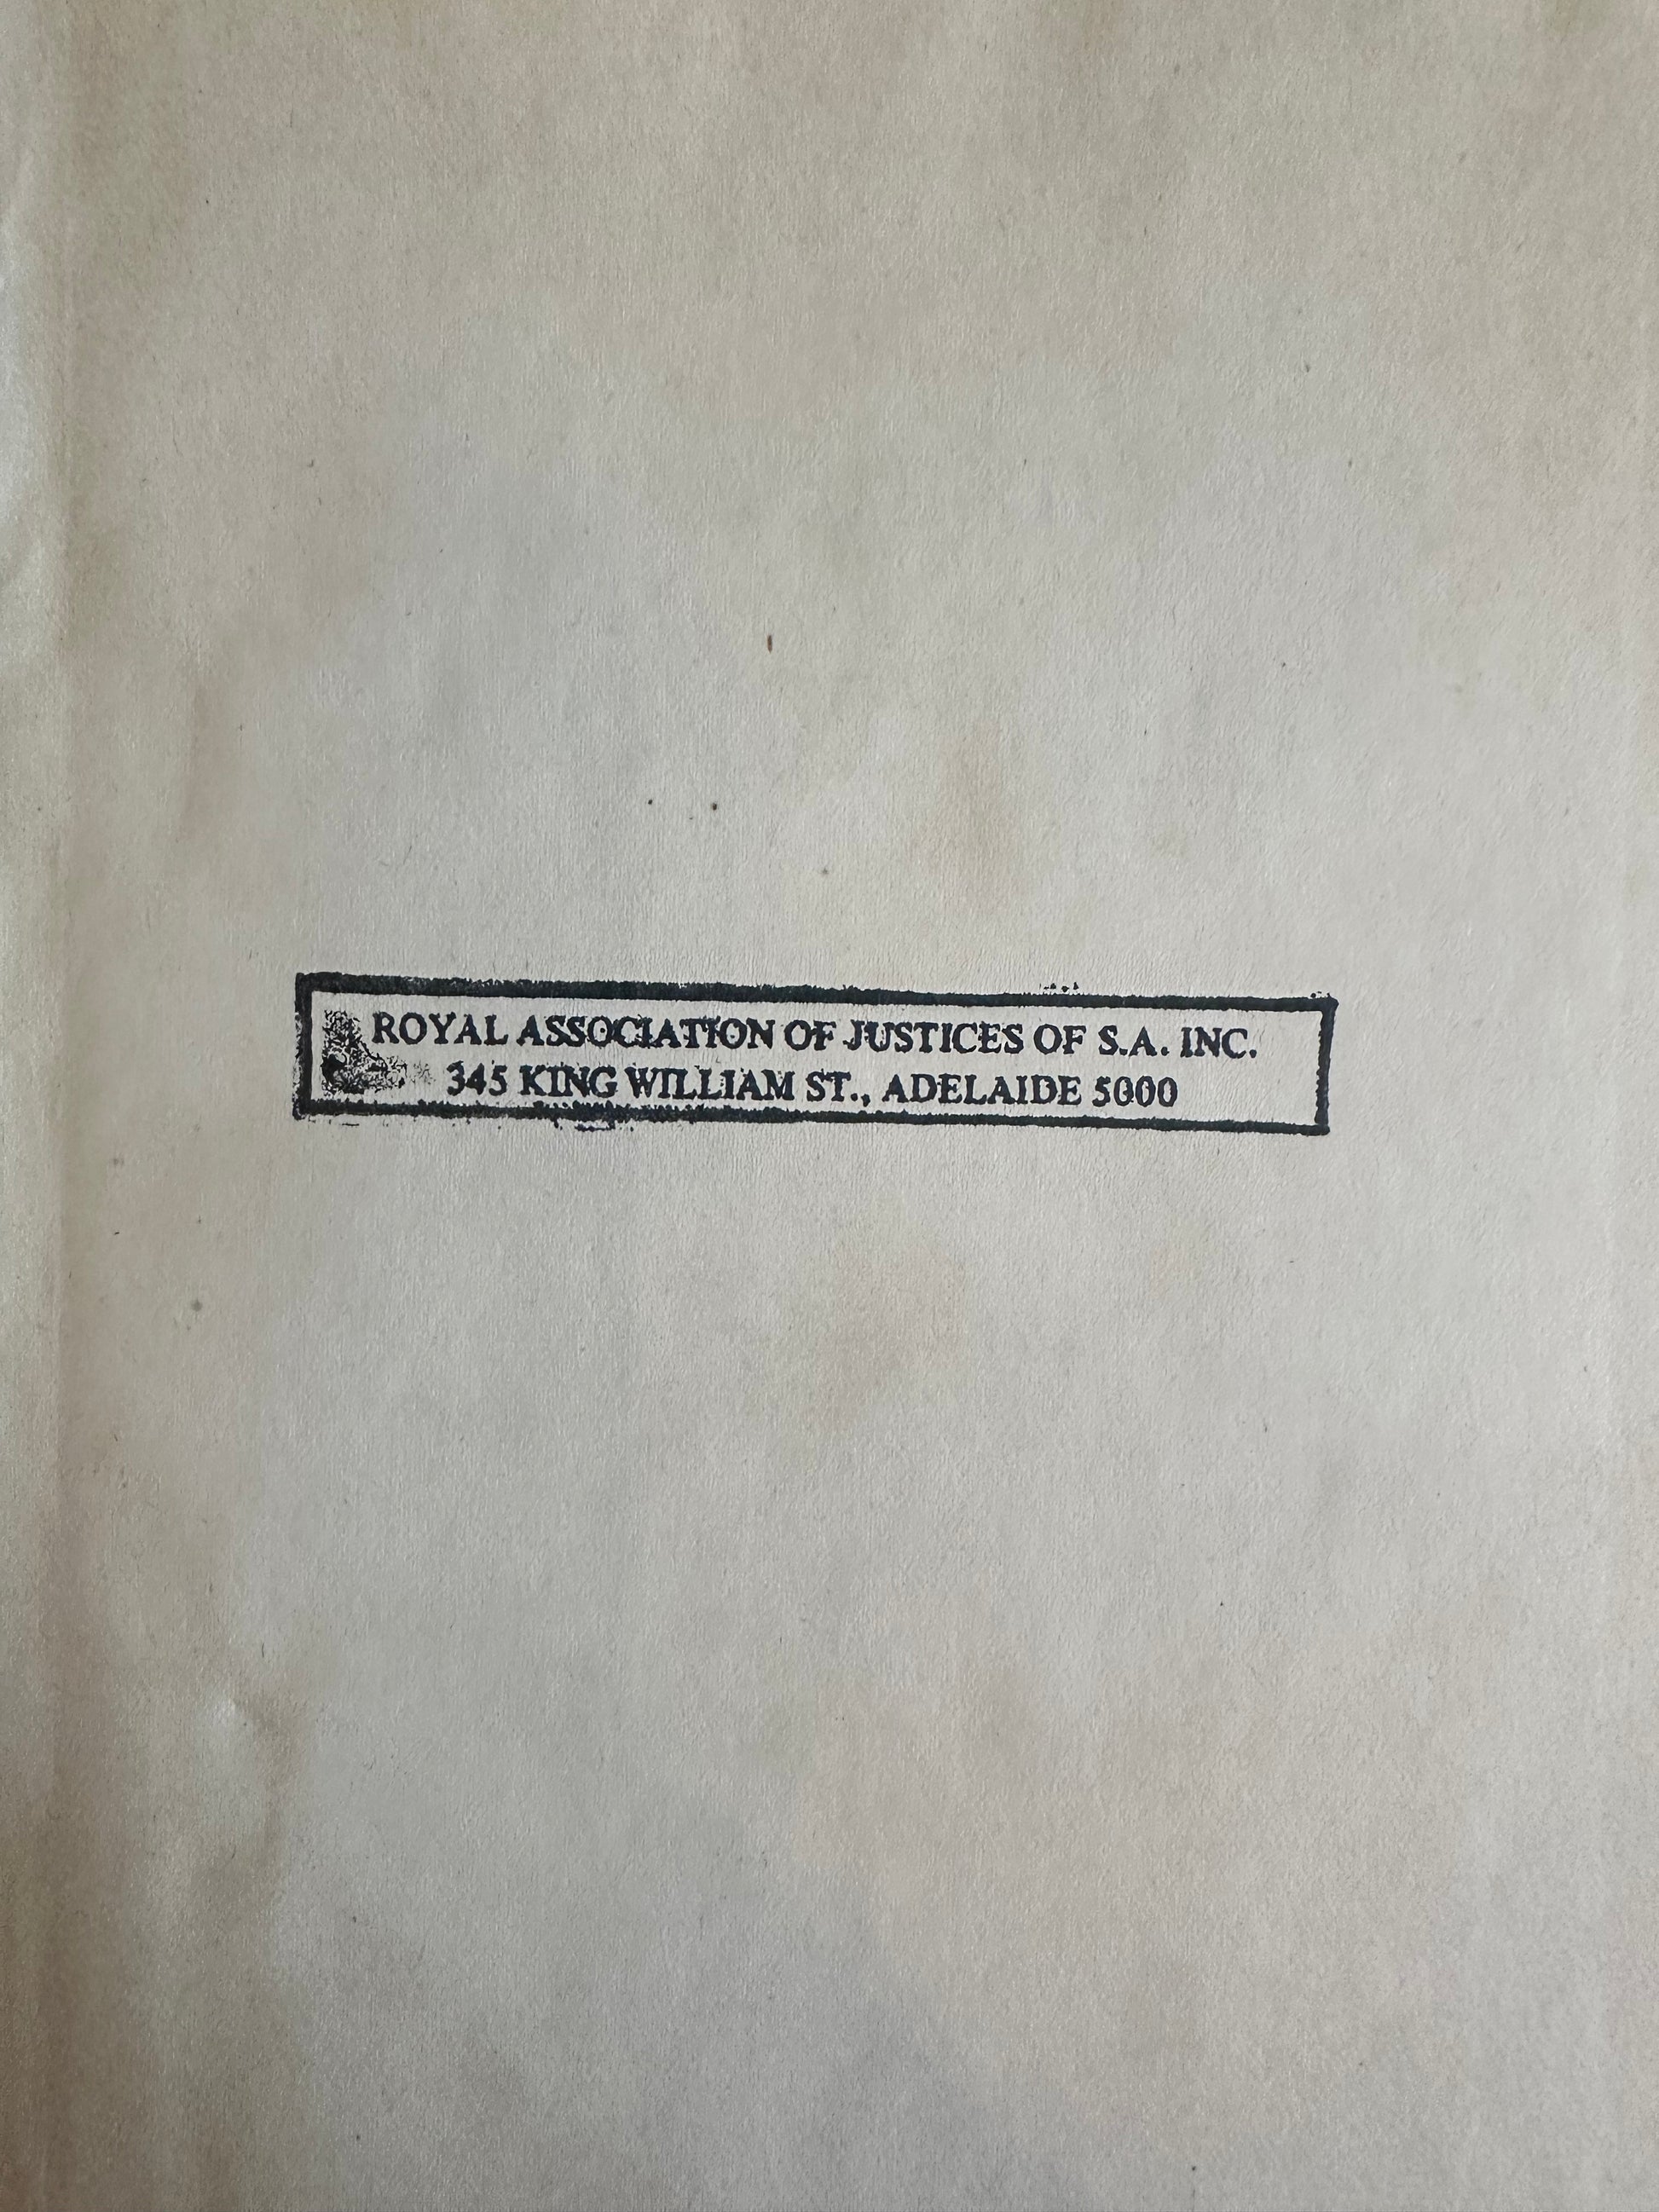 ROYAL ASSOCIATION OF JUSTICES OF S.A. INC.
345 KING WILLIAM ST., ADELAIDE 5000